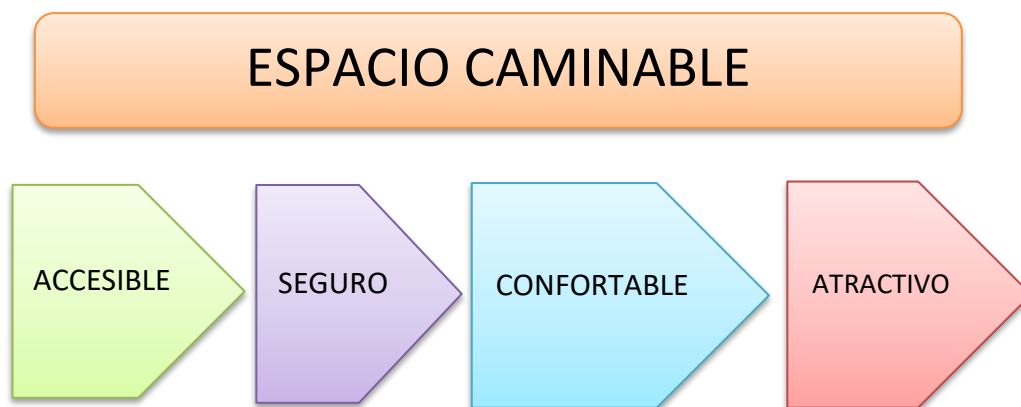 ESPACIO CAMINABLE
ACCESIBLE
SEGURO
CONFORTABLE
ATRACTIVO